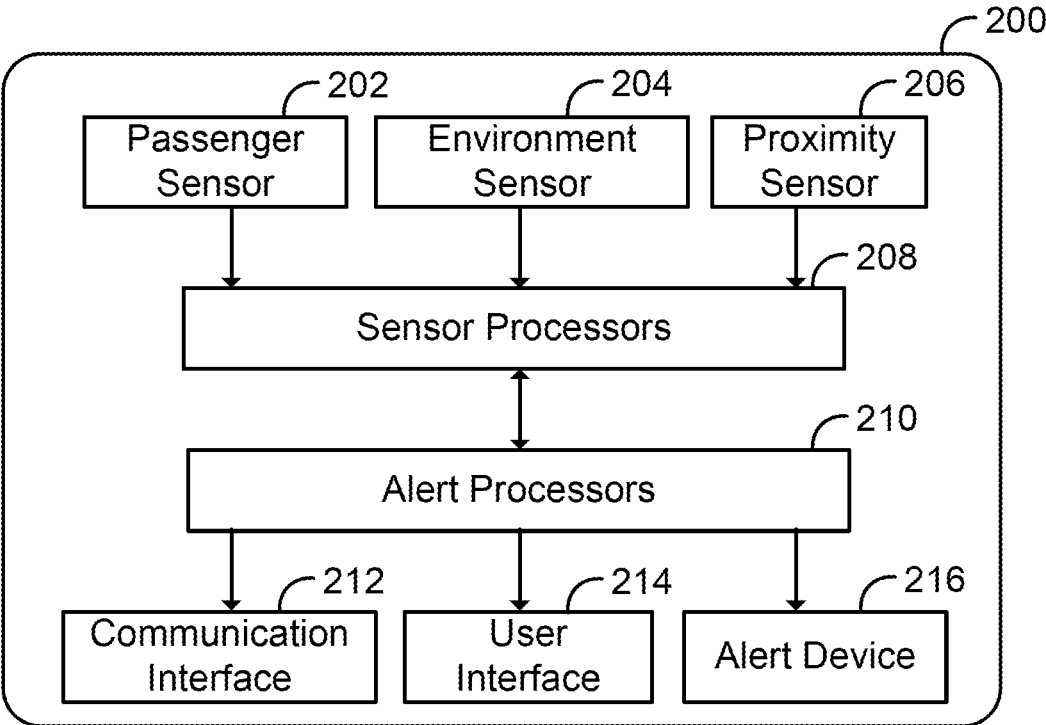 200
202
204
206
Passenger
Sensor
Environment
Sensor
Proximity
Sensor
208
Sensor Processors
210
Alert Processors
212
214
216
Communication
Interface
User
Interface
Alert Device